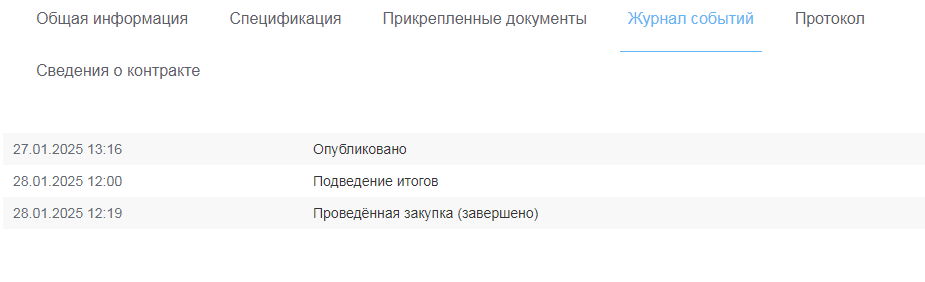 Общая информация Спецификация Прикрепленные документы Журнал событий Протокол
Сведения о контракте
27.01.2025 13:16 Опубликовано
28.01.2025 12:00 Подведение итогов
28.01.2025 12:19 Проведённая закупка (завершено)